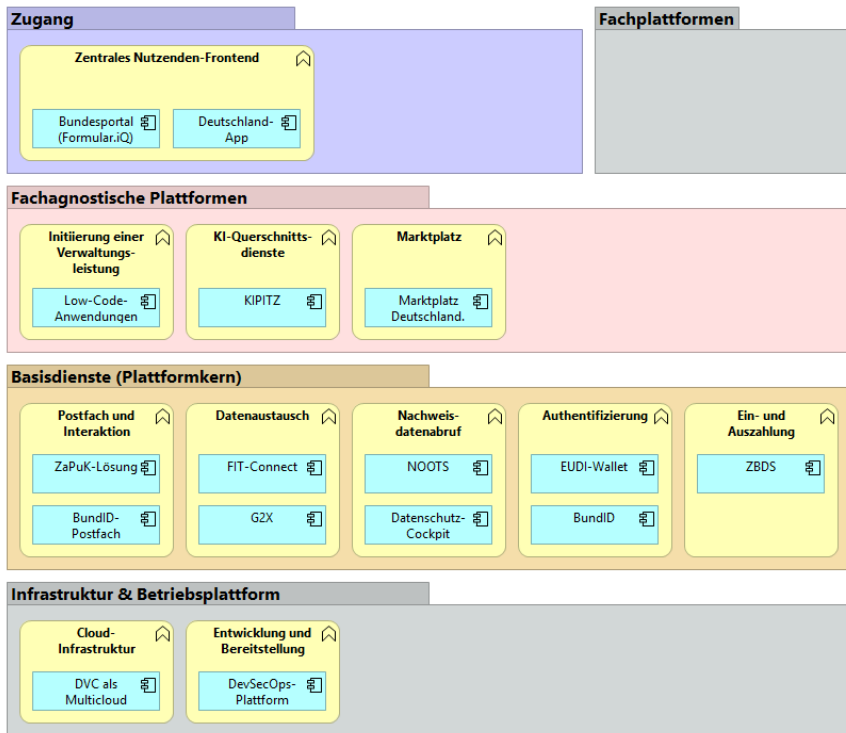 Zugang
Fachplattformen
Zentrales Nutzenden-Frontend
Bundesportal
(Formular.iQ)
Deutschland-
App
Fachagnostische Plattformen
Initiierung einer
Verwaltungs-
leistung
Low-Code-
Anwendungen
KI-Querschnitts-
dienste
KIPITZ
Marktplatz
Marktplatz
Deutschland.
Basisdienste (Plattformkern)
Postfach und
Interaktion
ZaPuK-Lösung
BundID-
Postfach
Datenaustausch
FIT-Connect
G2X
Nachweis-
datenabruf
NOOTS
Datenschutz-
Cockpit
Authentifizierung
EUDI-Wallet
BundID
Ein- und
Auszahlung
ZBDS
Infrastruktur & Betriebsplattform
Cloud-
Infrastruktur
DVC als
Multicloud
Entwicklung und
Bereitstellung
DevSecOps-
Plattform